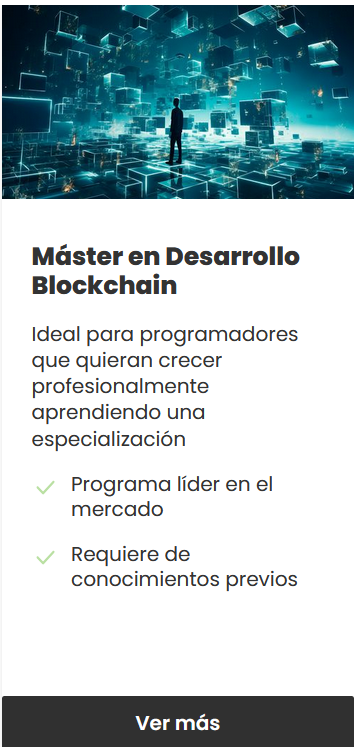 Máster en Desarrollo
Blockchain
Ideal para programadores
que quieran crecer
profesionalmente
aprendiendo una
especialización
Programa líder en el
mercado
Requiere de
conocimientos previos
Ver más